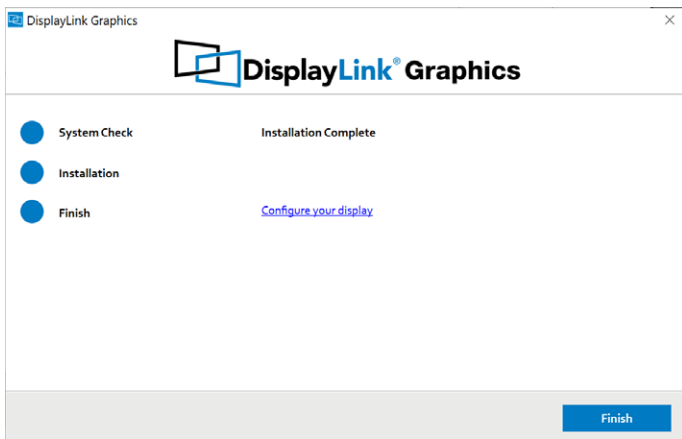 DisplayLink Graphics
DisplayLink® Graphics
System Check
Installation Complete
Installation
Finish
Configure your display
Finish